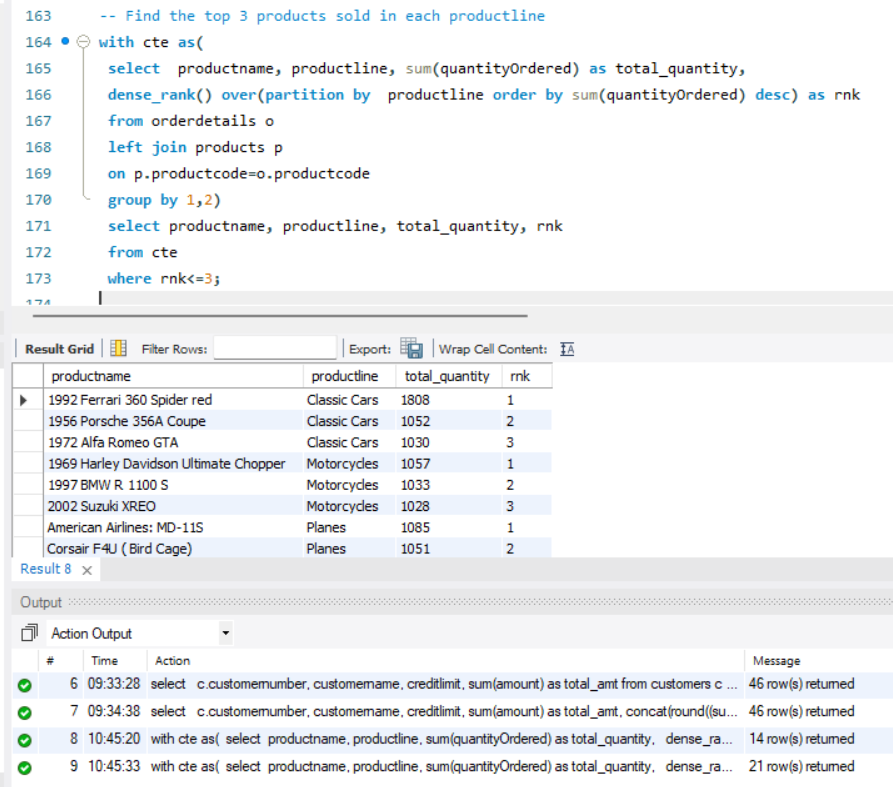 163 -- Find the top 3 products sold in each productline
164 with cte as(
165 select productname, productline, sum(quantityOrdered) as total_quantity,
166 dense_rank() over(partition by productline order by sum(quantityOrdered) desc) as rnk
167 from orderdetails o
168 left join products p
169 on p.productcode=o.productcode
170 group by 1,2)
171 select productname, productline, total_quantity, rnk
172 from cte
173 where rnk<=3;
174
Result Grid Filter Rows: Export: Wrap Cell Content: IA
productname productline total_quantity rnk
1992 Ferrari 360 Spider red Classic Cars 1808 1
1956 Porsche 356A Coupe Classic Cars 1052 2
1972 Alfa Romeo GTA Classic Cars 1030 3
1969 Harley Davidson Ultimate Chopper Motorcycles 1057 1
1997 BMW R 1100 S Motorcycles 1033 2
2002 Suzuki XREO Motorcycles 1028 3
American Airlines: MD-11S Planes 1085 1
Corsair F4U ( Bird Cage) Planes 1051 2
Result 8
Output
Action Output
# Time Action Message
6 09:33:28 select c.customernumber, customername, creditlimit, sum(amount) as total_amt from customers c ... 46 row(s) returned
7 09:34:38 select c.customernumber, customername, creditlimit, sum(amount) as total_amt, concat(round((su... 46 row(s) returned
8 10:45:20 with cte as( select productname, productline, sum(quantityOrdered) as total_quantity, dense_ra... 14 row(s) returned
9 10:45:33 with cte as( select productname, productline, sum(quantityOrdered) as total_quantity, dense_ra... 21 row(s) returned